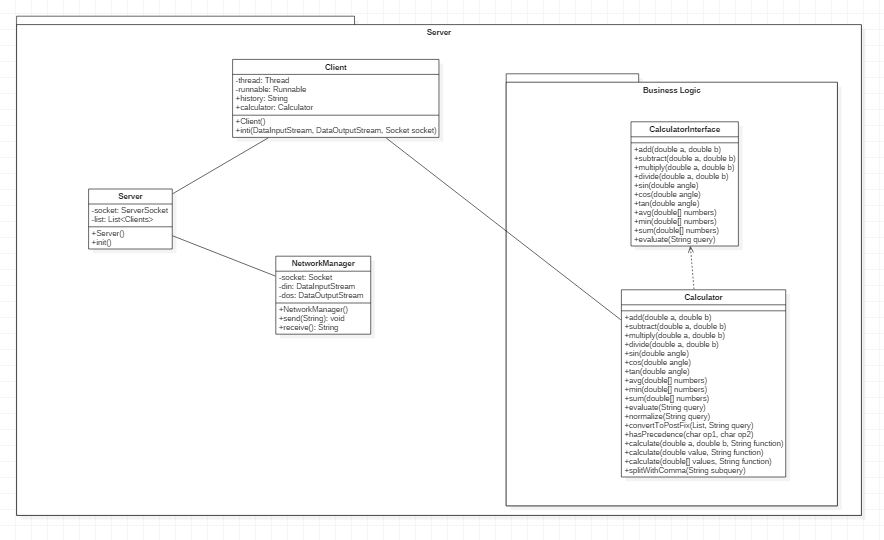 Server
Client
-thread: Thread
-runnable: Runnable
+history: String
+calculator: Calculator
+Client()
+inti(DataInputStream, DataOutputStream, Socket socket)
Server
-socket: ServerSocket
-list: List<Clients>
+Server()
+init()
NetworkManager
-socket: Socket
-din: DataInputStream
-dos: DataOutputStream
+NetworkManager()
+send(String): void
+receive(): String
Business Logic
CalculatorInterface
+add(double a, double b)
+subtract(double a, double b)
+multiply(double a, double b)
+divide(double a, double b)
+sin(double angle)
+cos(double angle)
+tan(double angle)
+avg(double[] numbers)
+min(double[] numbers)
+sum(double[] numbers)
+evaluate(String query)
Calculator
+add(double a, double b)
+subtract(double a, double b)
+multiply(double a, double b)
+divide(double a, double b)
+sin(double angle)
+cos(double angle)
+tan(double angle)
+avg(double[] numbers)
+min(double[] numbers)
+sum(double[] numbers)
+evaluate(String query)
+normalize(String query)
+convertToPostFix(List, String query)
+hasPrecedence(char op1, char op2)
+calculate(double a, double b, String function)
+calculate(double value, String function)
+calculate(double[] values, String function)
+splitWithComma(String subquery)